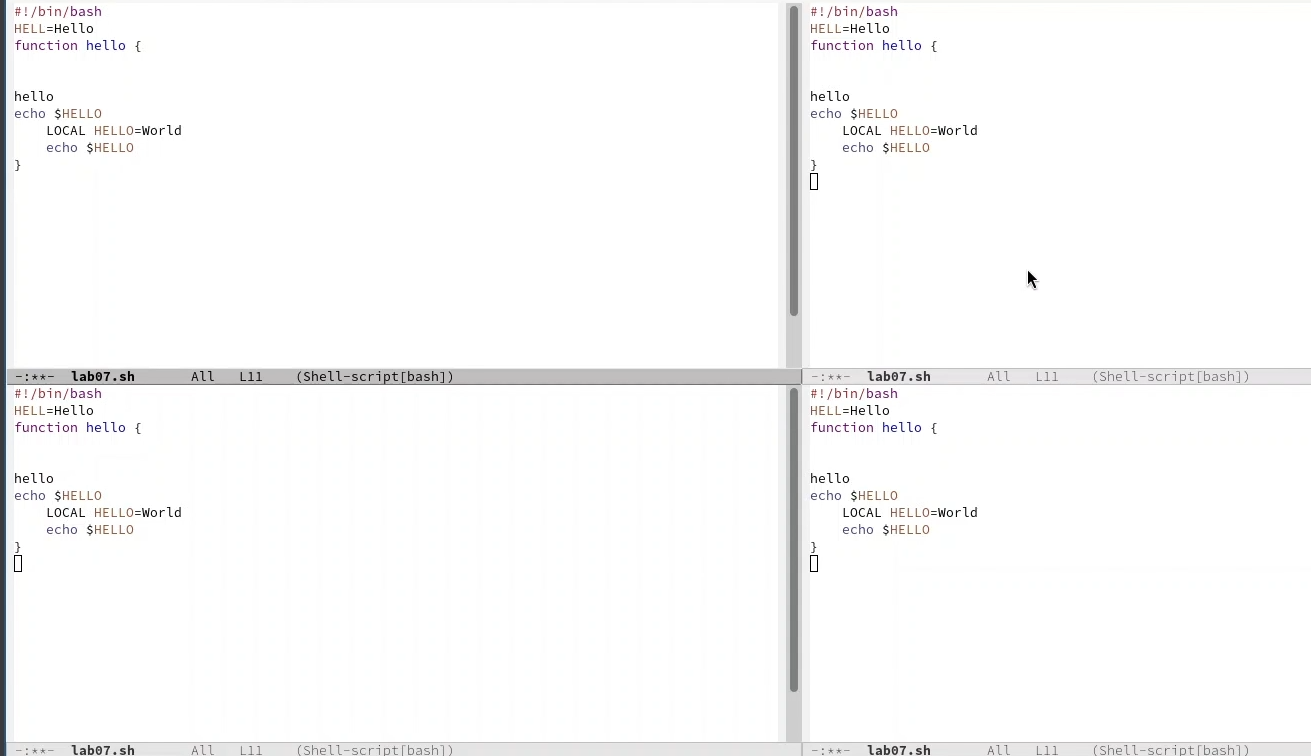 #!/bin/bash
HELL=Hello
function hello {
hello
echo $HELLO
LOCAL HELLO=World
echo $HELLO
}
-:**- lab07.sh All L11 (Shell-script[bash])
#!/bin/bash
HELL=Hello
function hello {
hello
echo $HELLO
LOCAL HELLO=World
echo $HELLO
}
-:**- lab07.sh All L11 (Shell-script[bash])
#!/bin/bash
HELL=Hello
function hello {
hello
echo $HELLO
LOCAL HELLO=World
echo $HELLO
}
-:**- lab07.sh All L11 (Shell-script[bash])
#!/bin/bash
HELL=Hello
function hello {
hello
echo $HELLO
LOCAL HELLO=World
echo $HELLO
}
-:**- lab07.sh All L11 (Shell-script[bash])